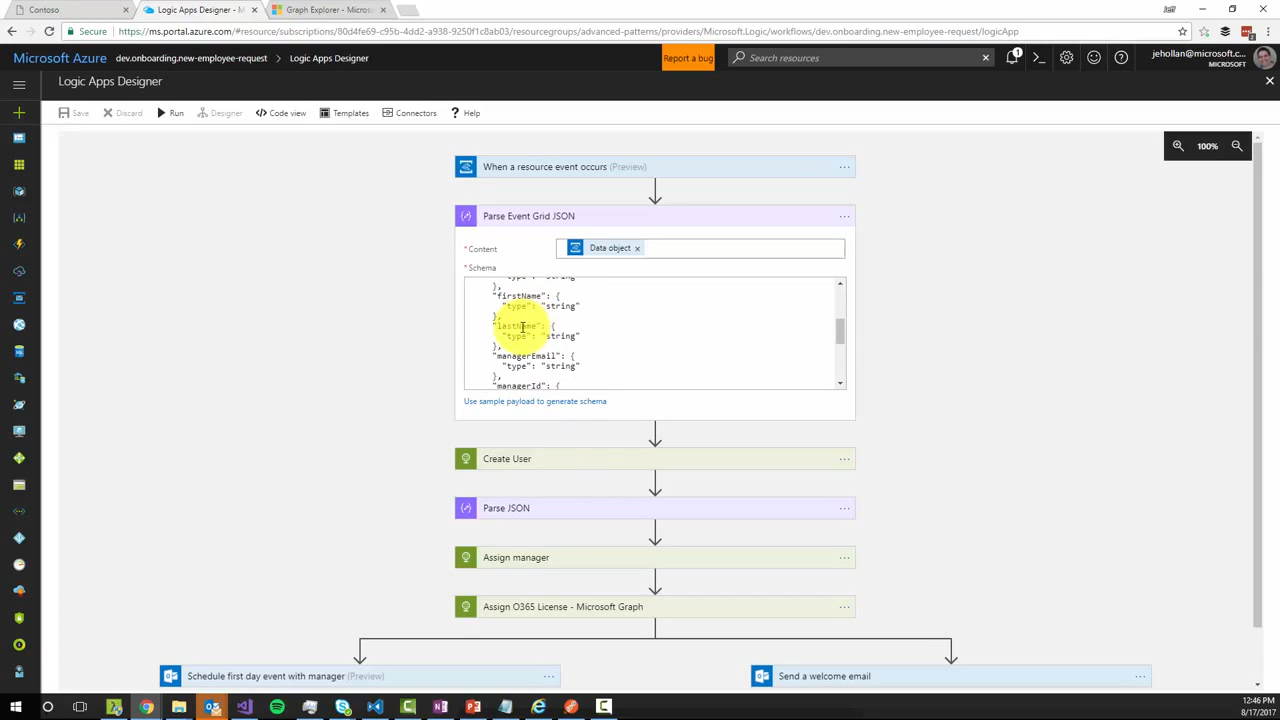 Contoso
Logic Apps Designer - M
Graph Explorer - Microso
Secure
https://ms.portal.azure.com/#resource/subscriptions/80d4fe69-c95b-4dd2-a938-9250f1c8ab03/resourcegroups/advanced-patterns/providers/Microsoft.Logic/workflows/dev.onboarding.new-employee-request/logicApp
Microsoft Azure
dev.onboarding.new-employee-request
Logic Apps Designer
Report a bug
Search resources
1
jehollan@microsoft.c...
MICROSOFT
Logic Apps Designer
Save
Discard
Run
Designer
Code view
Templates
Connectors
Help
100%
When a resource event occurs (Preview)
Parse Event Grid JSON
* Content
Data object
* Schema
"type": "string"
},
"firstName": {
"type": "string"
},
"lastName": {
"type": "string"
},
"managerEmail": {
"type": "string"
},
"managerId": {
Use sample payload to generate schema
Create User
Parse JSON
Assign manager
Assign O365 License - Microsoft Graph
Schedule first day event with manager (Preview)
Send a welcome email
12:46 PM
8/17/2017